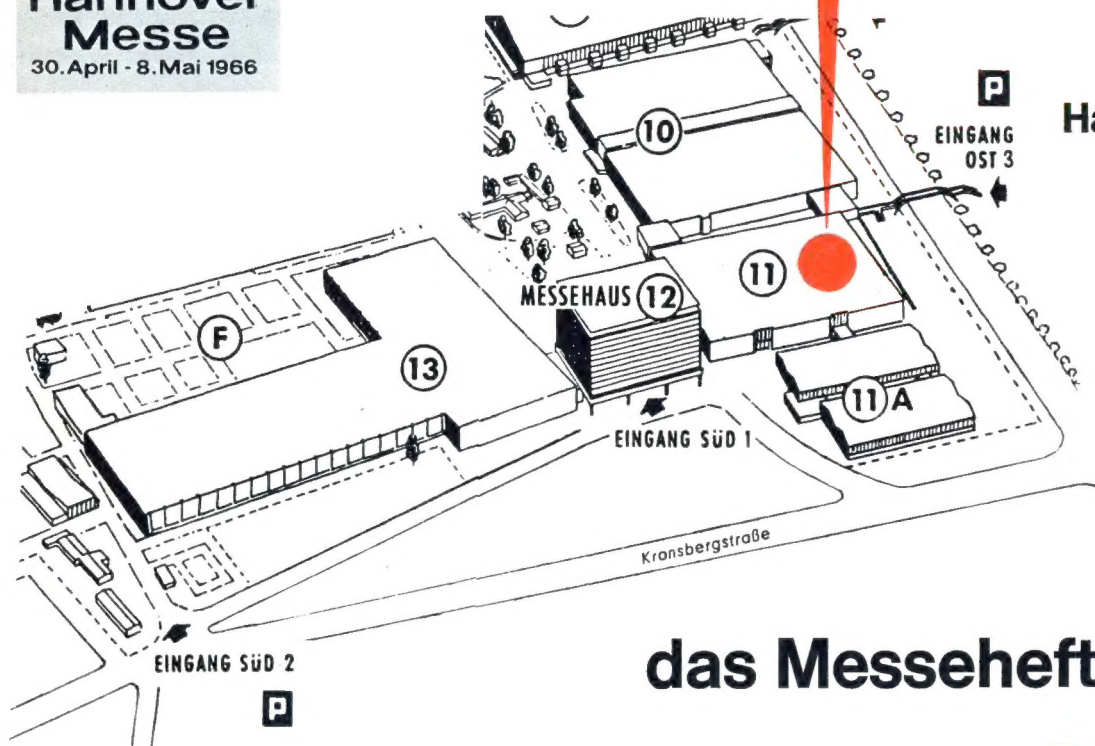 Hannover
Messe
30. April - 8. Mai 1966
P
EINGANG
OST 3
10
11
MESSEHAUS 12
F
13
11 A
EINGANG SÜD 1
Kronsbergstraße
EINGANG SÜD 2
P
das Messeheft